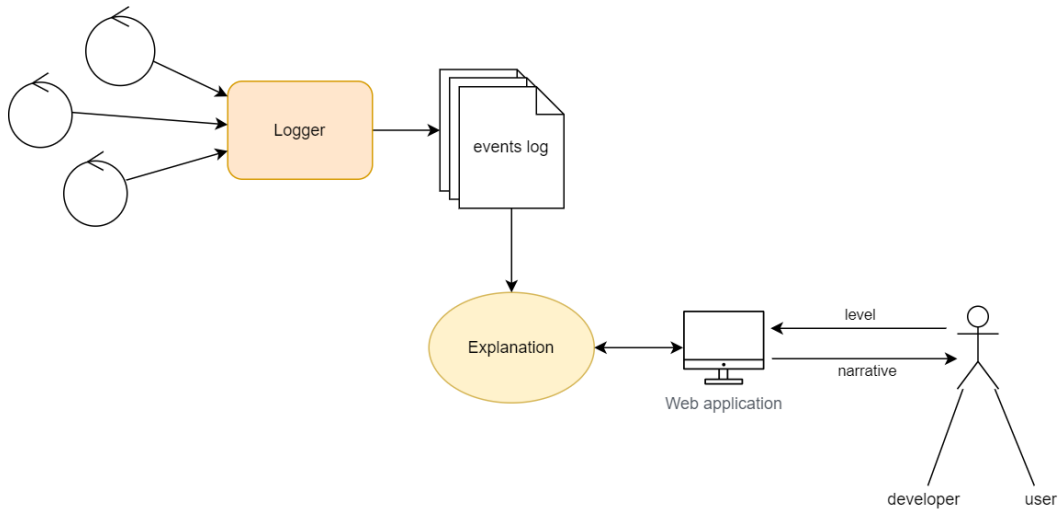 Logger
events log
Explanation
level
narrative
Web application
developer
user